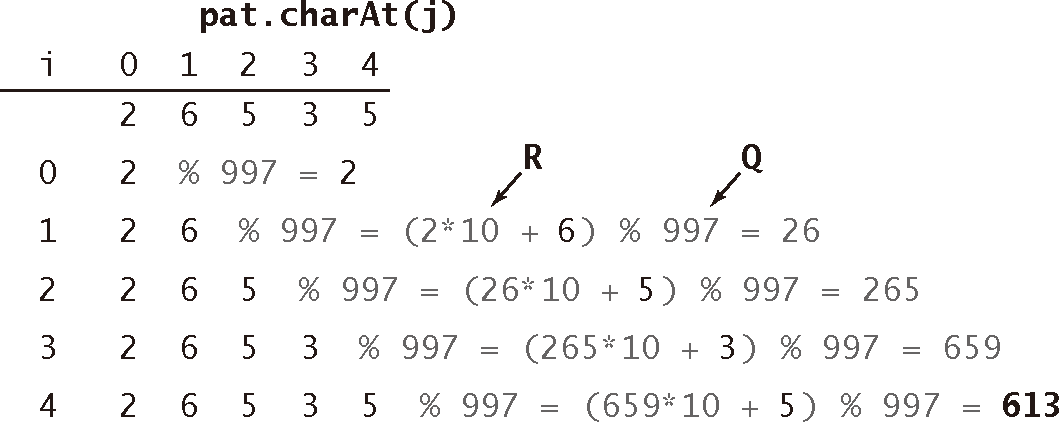 pat.charAt(j)
i 0 1 2 3 4
2 6 5 3 5
0 2 % 997 = 2
R Q
1 2 6 % 997 = (2*10 + 6) % 997 = 26
2 2 6 5 % 997 = (26*10 + 5) % 997 = 265
3 2 6 5 3 % 997 = (265*10 + 3) % 997 = 659
4 2 6 5 3 5 % 997 = (659*10 + 5) % 997 = 613